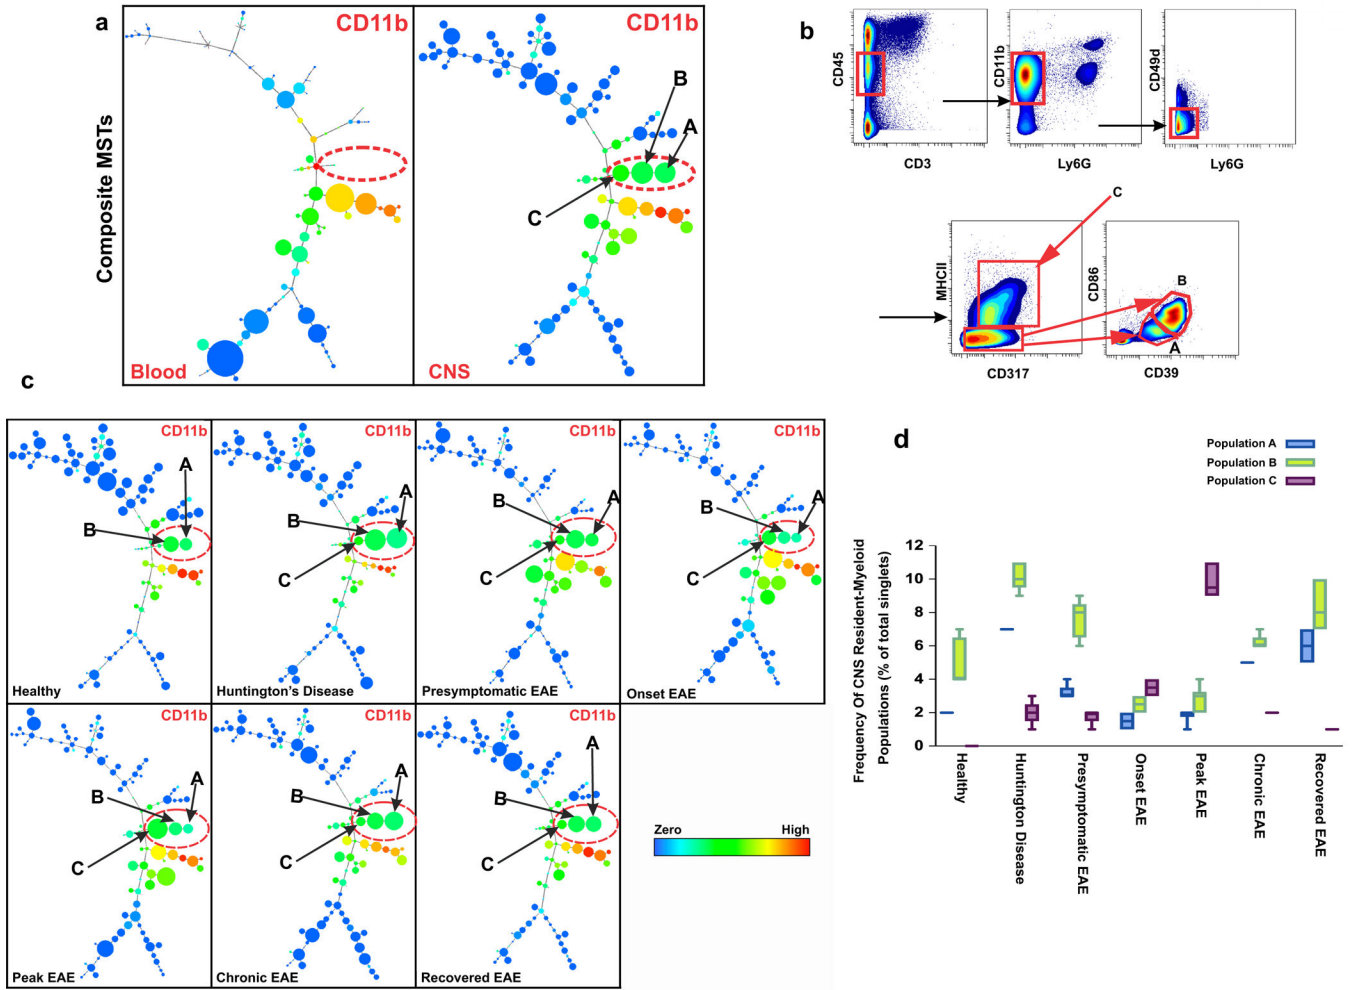 a
CD11b
CD11b
Composite MSTs
B
A
C
Blood
CNS
b
CD45
CD3
CD11b
Ly6G
CD49d
Ly6G
C
MHCII
CD317
CD86
B
A
CD39
c
CD11b
A
B
Healthy
CD11b
A
B
C
Huntington's Disease
CD11b
A
B
C
Presymptomatic EAE
CD11b
A
B
C
Onset EAE
CD11b
A
B
C
Peak EAE
CD11b
A
B
C
Chronic EAE
CD11b
A
B
C
Recovered EAE
Zero
High
d
Population A
Population B
Population C
Frequency Of CNS Resident-Myeloid
Populations (% of total singlets)
12
10
8
6
4
2
0
Healthy
Huntington Disease
Presymptomatic EAE
Onset EAE
Peak EAE
Chronic EAE
Recovered EAE